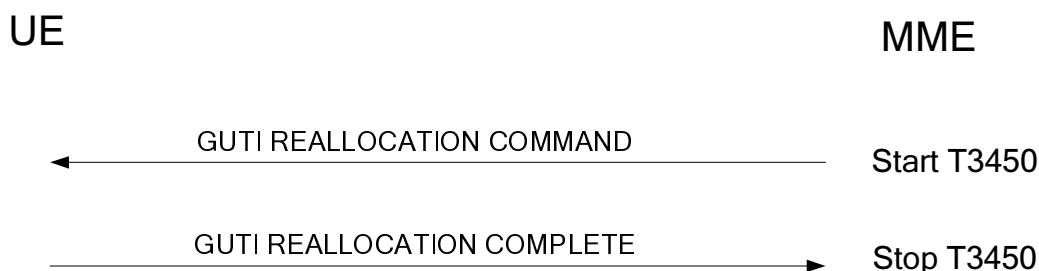 UE
MME
GUTI REALLOCATION COMMAND
Start T3450
GUTI REALLOCATION COMPLETE
Stop T3450